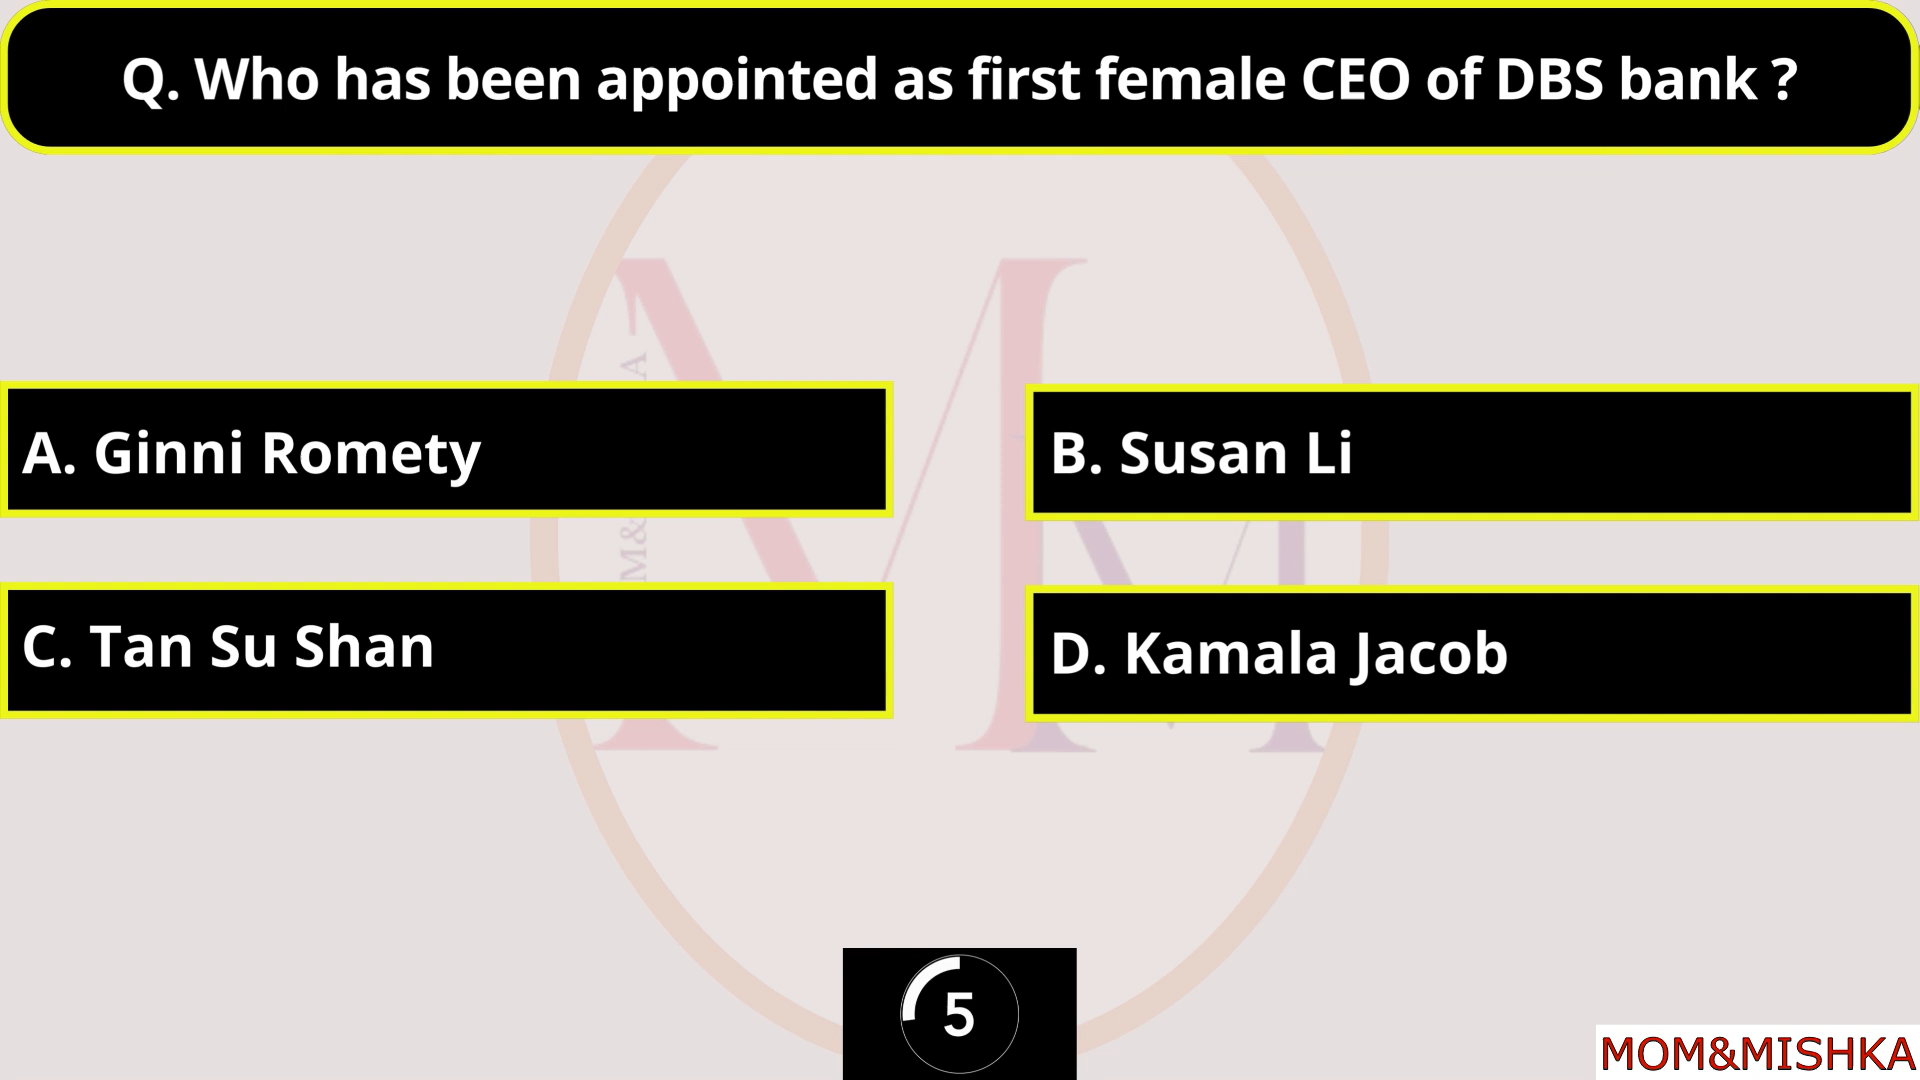 Q. Who has been appointed as first female CEO of DBS bank ?
A. Ginni Romety
B. Susan Li
C. Tan Su Shan
D. Kamala Jacob
M&
A
5
MOM&MISHKA